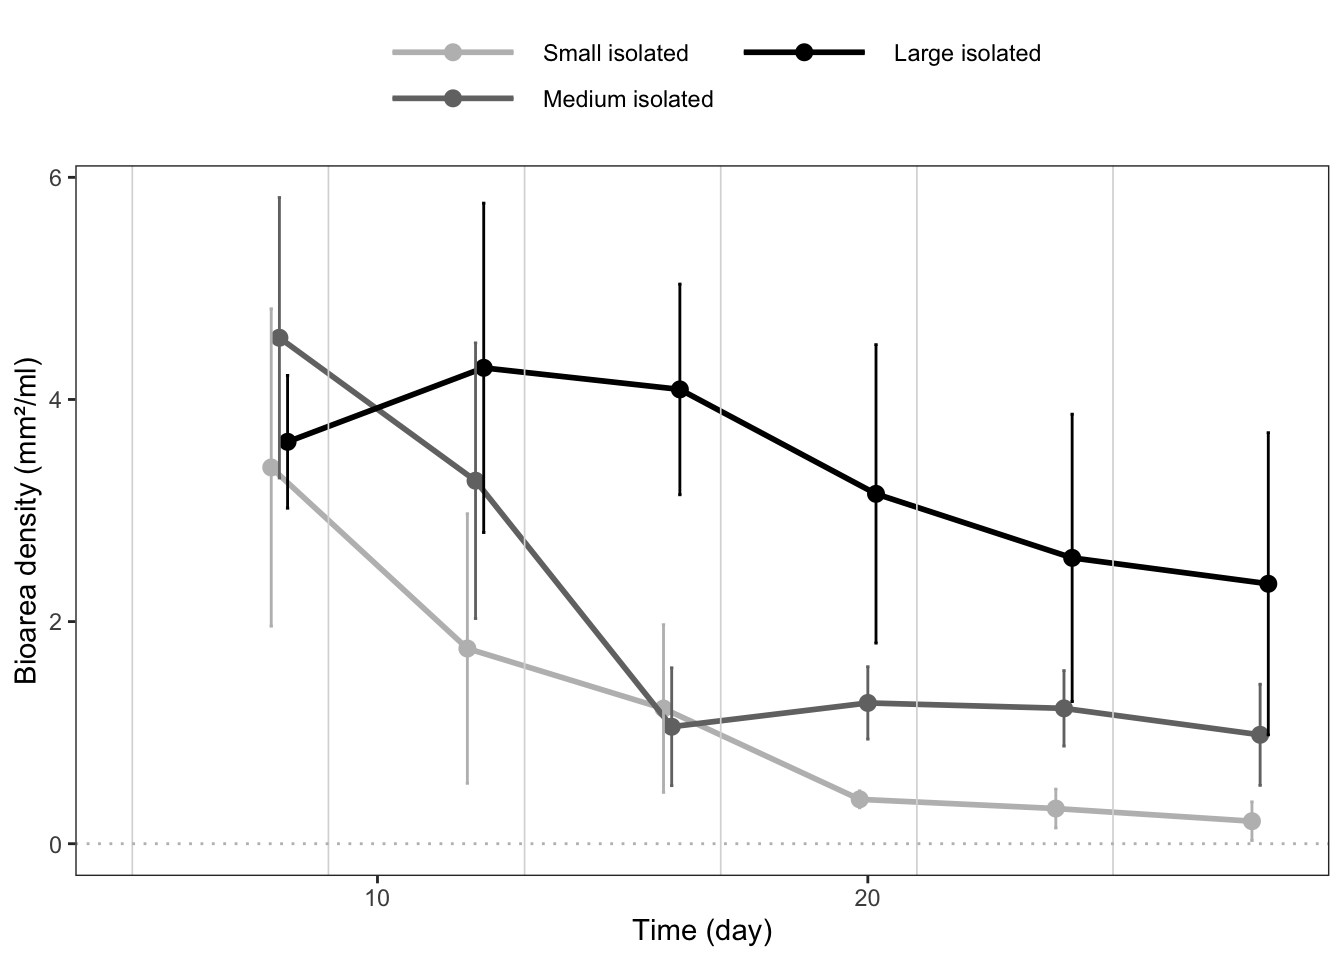 Small isolated
Large isolated
Medium isolated
6
4
2
0
Bioarea density (mm²/ml)
10
20
Time (day)